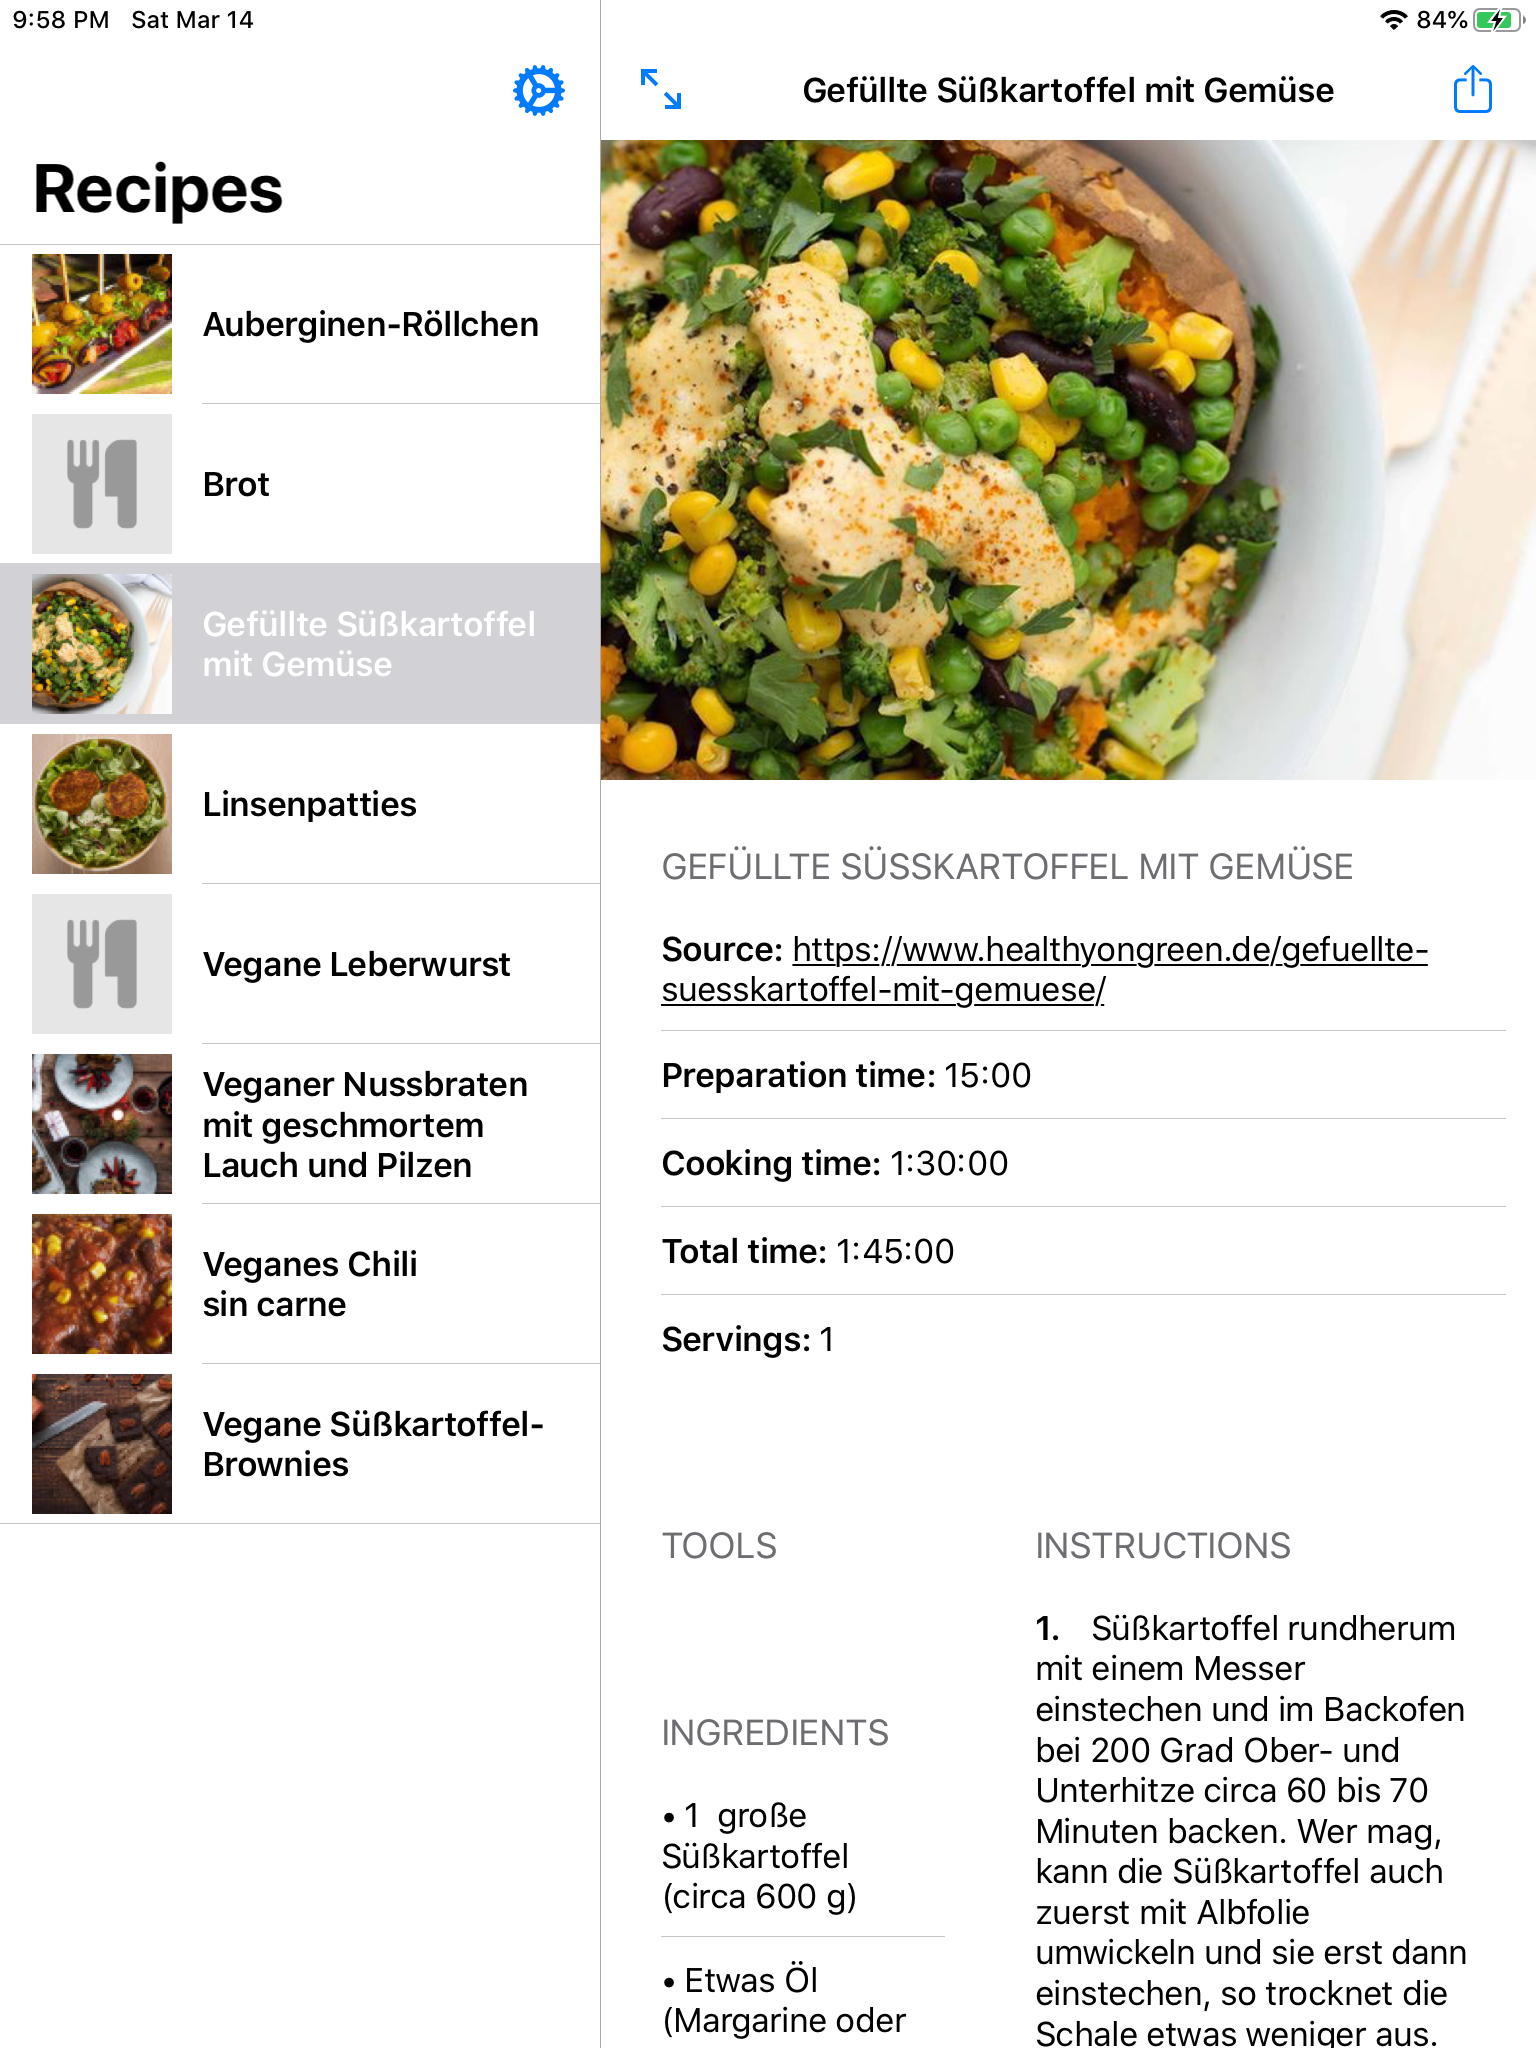 9:58 PM Sat Mar 14
84%
Recipes
Auberginen-Röllchen
Brot
Gefüllte Süßkartoffel
mit Gemüse
Linsenpatties
Vegane Leberwurst
Veganer Nussbraten
mit geschmortem
Lauch und Pilzen
Veganes Chili
sin carne
Vegane Süßkartoffel-
Brownies
Gefüllte Süßkartoffel mit Gemüse
GEFÜLLTE SÜSSKARTOFFEL MIT GEMÜSE
Source: https://www.healthyongreen.de/gefuellte-
suesskartoffel-mit-gemuese/
Preparation time: 15:00
Cooking time: 1:30:00
Total time: 1:45:00
Servings: 1
TOOLS
INGREDIENTS
• 1 große
Süßkartoffel
(circa 600 g)
• Etwas Öl
(Margarine oder
INSTRUCTIONS
1. Süßkartoffel rundherum
mit einem Messer
einstechen und im Backofen
bei 200 Grad Ober- und
Unterhitze circa 60 bis 70
Minuten backen. Wer mag,
kann die Süßkartoffel auch
zuerst mit Albfolie
umwickeln und sie erst dann
einstechen, so trocknet die
Schale etwas weniger aus.